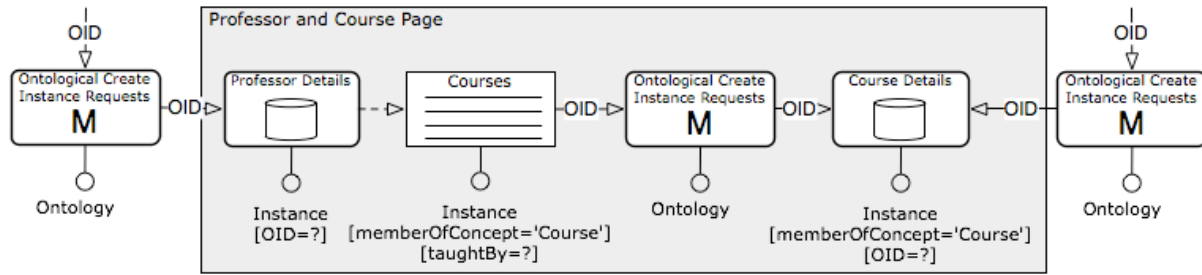 Professor and Course Page
OID
Ontological Create
Instance Requests
M
Ontology
OID
Professor Details
Instance
[OID=?]
Courses
Instance
[memberOfConcept='Course']
[taughtBy=?]
OID
Ontological Create
Instance Requests
M
Ontology
OID
Course Details
Instance
[memberOfConcept='Course']
[OID=?]
OID
OID
Ontological Create
Instance Requests
M
Ontology